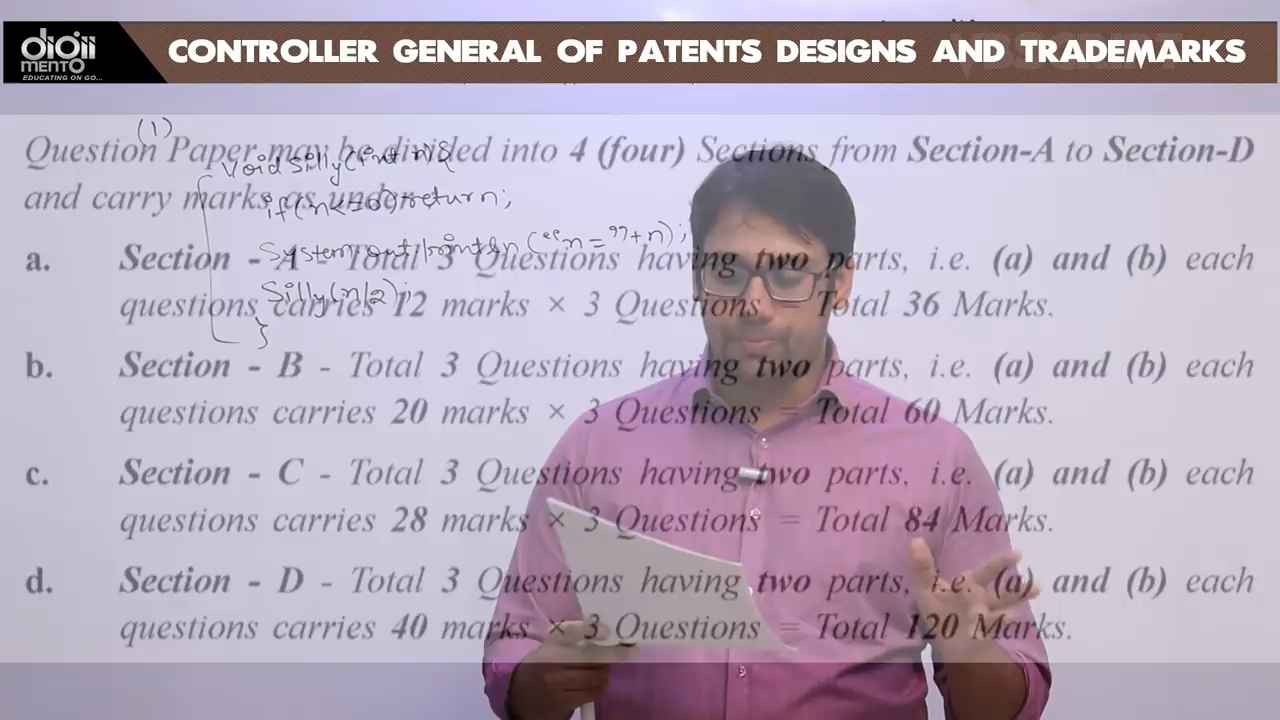 digii
mento
EDUCATING ON GO...
CONTROLLER GENERAL OF PATENTS DESIGNS AND TRADEMARKS
(1)
Question Paper may be divided into 4 (four) Sections from Section-A to Section-D
Void Silly(int n){
and carry marks as under
if(n<=0)return;
System.out.println("n="+n);
a. Section - A - Total 3 Questions having two parts, i.e. (a) and (b) each
Silly(n/2);
questions carries 12 marks × 3 Questions = Total 36 Marks.
}
b. Section - B - Total 3 Questions having two parts, i.e. (a) and (b) each
questions carries 20 marks × 3 Questions = Total 60 Marks.
c. Section - C - Total 3 Questions having two parts, i.e. (a) and (b) each
questions carries 28 marks × 3 Questions = Total 84 Marks.
d. Section - D - Total 3 Questions having two parts, i.e. (a) and (b) each
questions carries 40 marks × 3 Questions = Total 120 Marks.